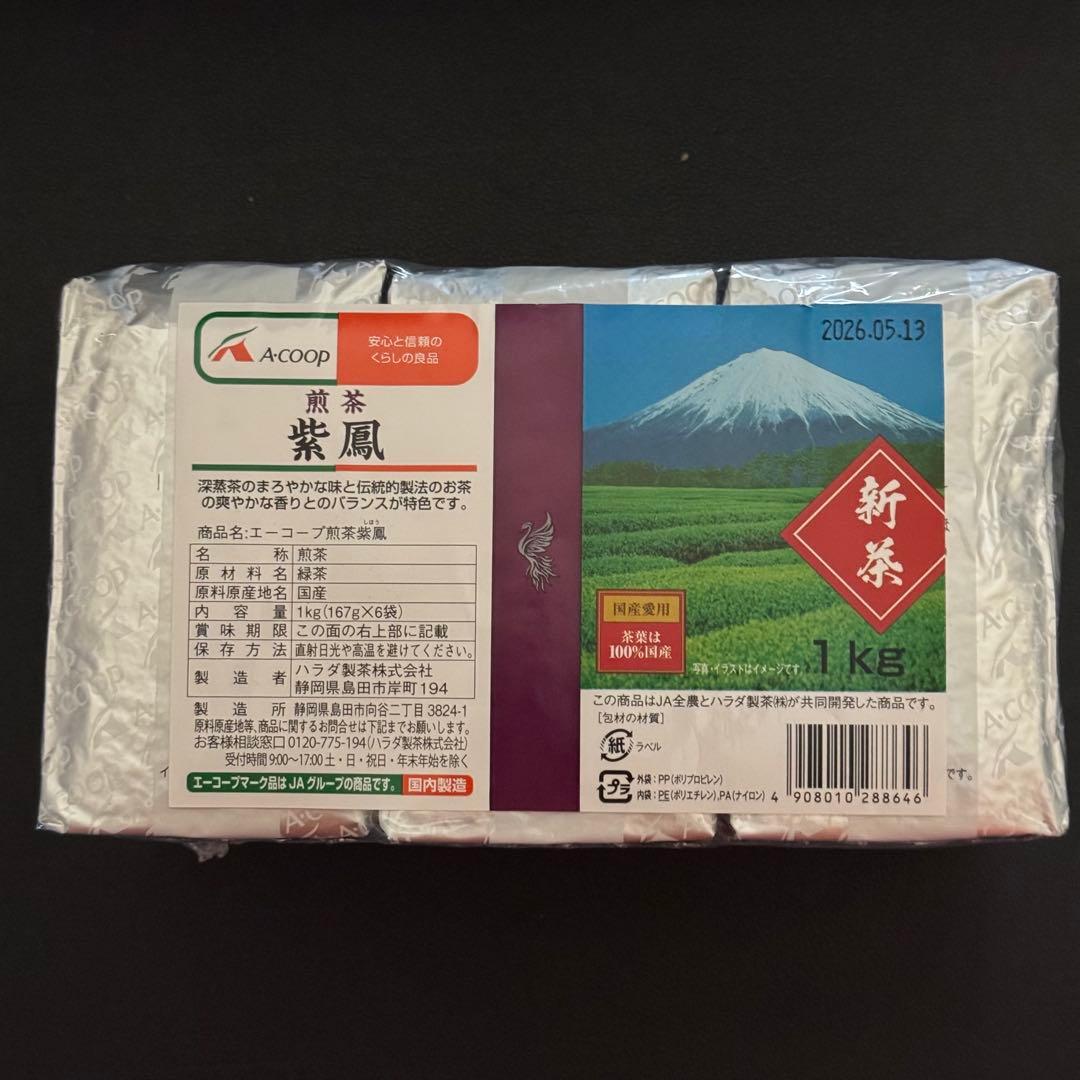 A·COOP
安心と信頼の
くらしの良品
煎茶
紫鳳
深蒸茶のまろやかな味と伝統的製法のお茶
の爽やかな香りとのバランスが特色です。
しほう
商品名:エーコープ煎茶紫鳳
名称 煎茶
原材料名 緑茶
原料原産地名 国産
内容量 1kg(167g×6袋)
賞味期限 この面の右上部に記載
保存方法 直射日光や高温を避けてください。
製造者 ハラダ製茶株式会社
静岡県島田市岸町194
製造所 静岡県島田市向谷二丁目3824-1
原料原産地等、商品に関するお問合せは下記までお願いします。
お客様相談窓口 0120-775-194(ハラダ製茶株式会社)
受付時間 9:00〜17:00 土・日・祝日・年末年始を除く
エーコープマーク品はJAグループの商品です。 国内製造
2026.05.13
新茶
国産愛用
茶葉は
100%国産
写真・イラストはイメージです。
1kg
この商品はJA全農とハラダ製茶㈱が共同開発した商品です。
[包材の材質]
紙 ラベル
プラ 外袋:PP(ポリプロピレン)
内袋:PE(ポリエチレン),PA(ナイロン)
4 908010 288646
です。